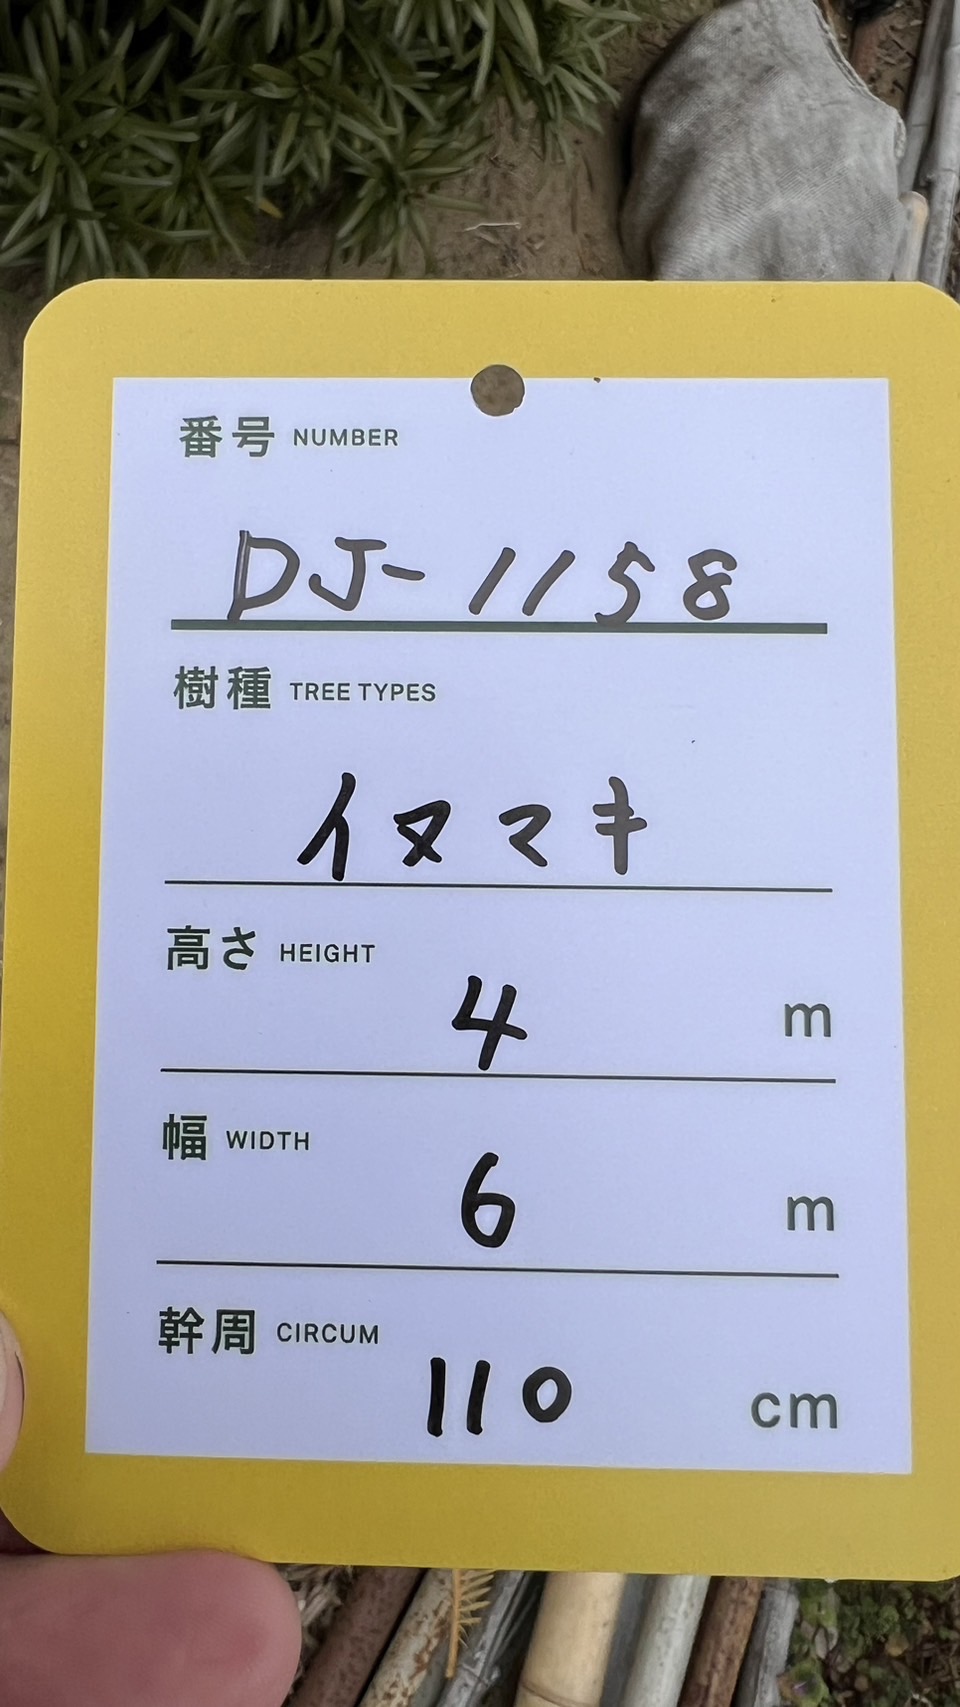 番号 NUMBER
DJ-1158
樹種 TREE TYPES
イヌマキ
高さ HEIGHT
4 m
幅 WIDTH
6 m
幹周 CIRCUM
110 cm